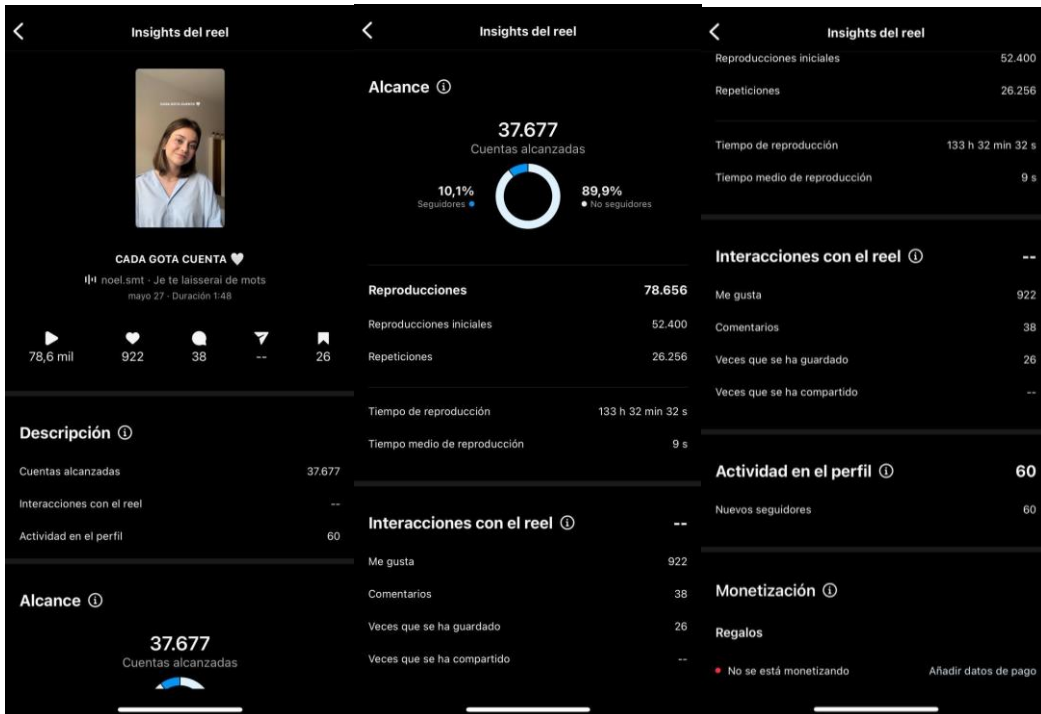 Insights del reel
CADA GOTA CUENTA 🤍
CADA GOTA CUENTA 🤍
noel.smt · Je te laisserai de mots
mayo 27 · Duración 1:48
78,6 mil 922 38 -- 26
Descripción
Cuentas alcanzadas 37.677
Interacciones con el reel --
Actividad en el perfil 60
Alcance
37.677
Cuentas alcanzadas
Insights del reel
Alcance
37.677
Cuentas alcanzadas
10,1% 89,9%
Seguidores No seguidores
Reproducciones 78.656
Reproducciones iniciales 52.400
Repeticiones 26.256
Tiempo de reproducción 133 h 32 min 32 s
Tiempo medio de reproducción 9 s
Interacciones con el reel --
Me gusta 922
Comentarios 38
Veces que se ha guardado 26
Veces que se ha compartido --
Insights del reel
Reproducciones iniciales 52.400
Repeticiones 26.256
Tiempo de reproducción 133 h 32 min 32 s
Tiempo medio de reproducción 9 s
Interacciones con el reel --
Me gusta 922
Comentarios 38
Veces que se ha guardado 26
Veces que se ha compartido --
Actividad en el perfil 60
Nuevos seguidores 60
Monetización
Regalos
No se está monetizando Añadir datos de pago